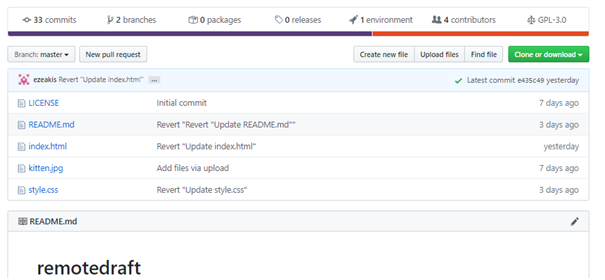 33 commits 2 branches 0 packages 0 releases 1 environment 4 contributors GPL-3.0
Branch: master New pull request Create new file Upload files Find file Clone or download
ezeakis Revert "Update index.html" ... Latest commit e435c49 yesterday
LICENSE Initial commit 7 days ago
README.md Revert "Revert "Update README.md"" 3 days ago
index.html Revert "Update index.html" yesterday
kitten.jpg Add files via upload 7 days ago
style.css Revert "Update style.css" 3 days ago
README.md
remotedraft